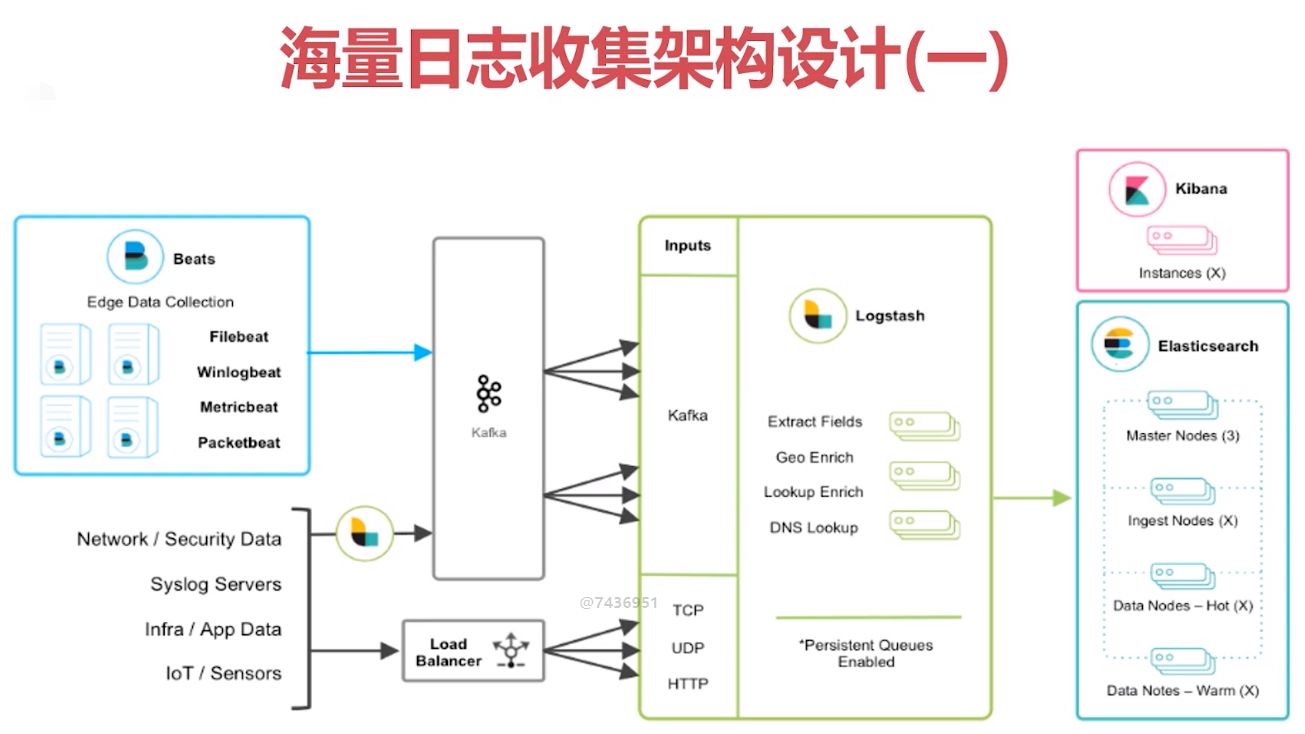 海量日志收集架构设计(一)
Beats
Edge Data Collection
Filebeat
Winlogbeat
Metricbeat
Packetbeat
Network / Security Data
Syslog Servers
Infra / App Data
IoT / Sensors
Kafka
Load
Balancer
Inputs
Kafka
TCP
UDP
HTTP
@7436951
Logstash
Extract Fields
Geo Enrich
Lookup Enrich
DNS Lookup
*Persistent Queues
Enabled
Kibana
Instances (X)
Elasticsearch
Master Nodes (3)
Ingest Nodes (X)
Data Nodes – Hot (X)
Data Notes – Warm (X)